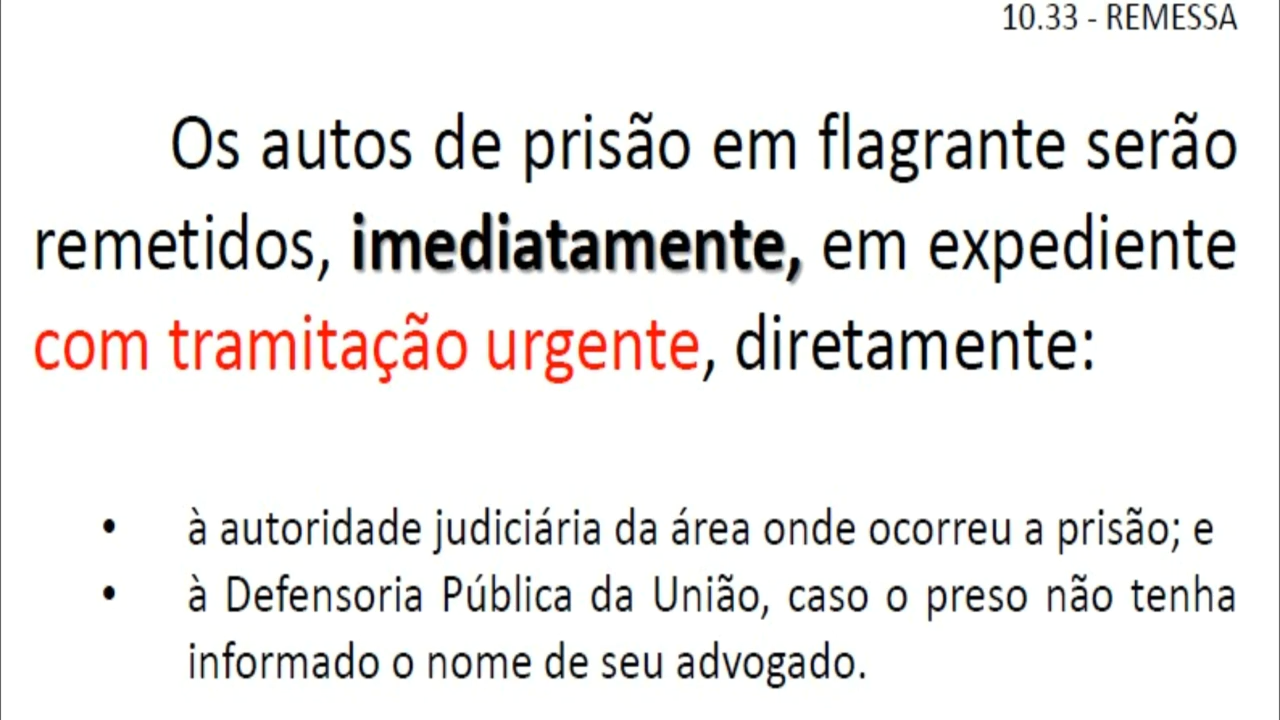 10.33 - REMESSA
Os autos de prisão em flagrante serão
remetidos, imediatamente, em expediente
com tramitação urgente, diretamente:
• à autoridade judiciária da área onde ocorreu a prisão; e
• à Defensoria Pública da União, caso o preso não tenha
informado o nome de seu advogado.